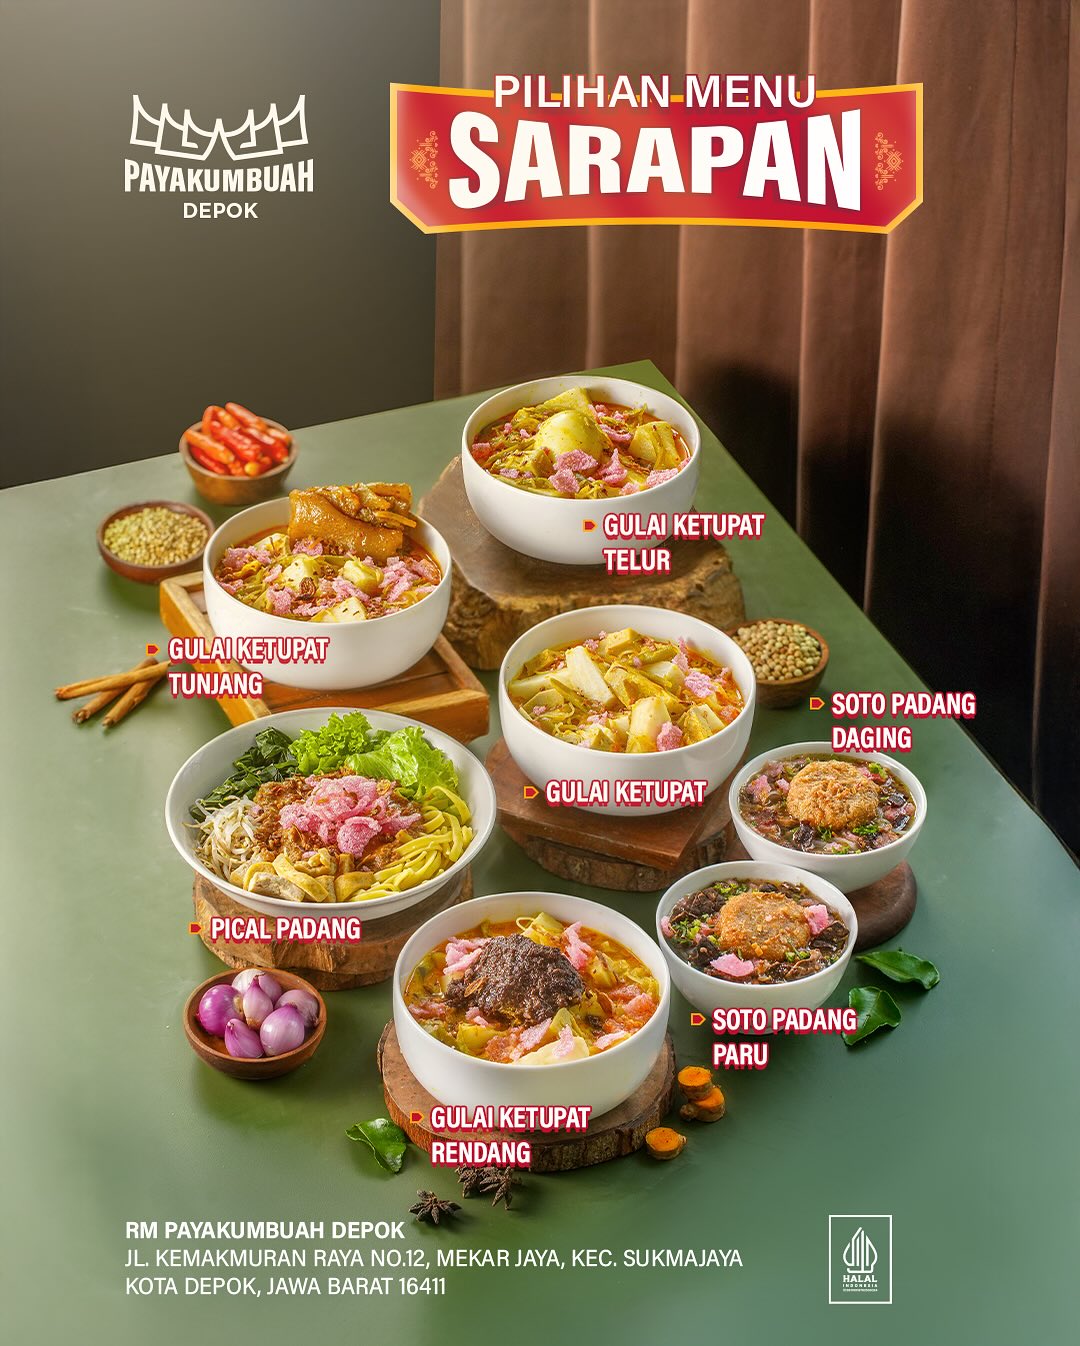 PAYAKUMBUAH
DEPOK
PILIHAN MENU
SARAPAN
GULAI KETUPAT
TELUR
GULAI KETUPAT
TUNJANG
SOTO PADANG
DAGING
GULAI KETUPAT
PICAL PADANG
SOTO PADANG
PARU
GULAI KETUPAT
RENDANG
RM PAYAKUMBUAH DEPOK
JL. KEMAKMURAN RAYA NO.12, MEKAR JAYA, KEC. SUKMAJAYA
KOTA DEPOK, JAWA BARAT 16411
HALAL
INDONESIA